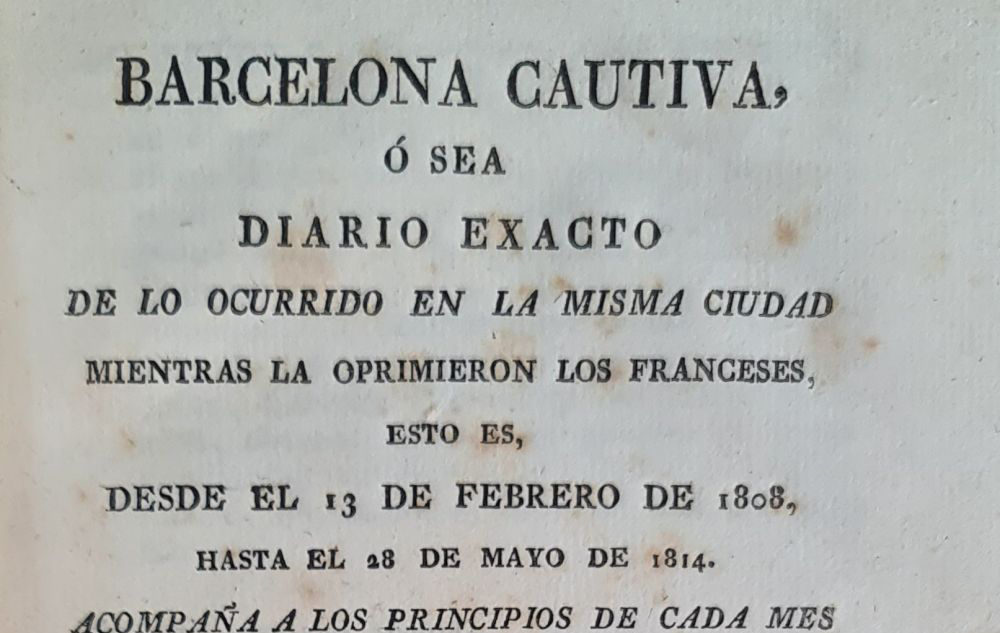 BARCELONA CAUTIVA,
Ó SEA
DIARIO EXACTO
DE LO OCURRIDO EN LA MISMA CIUDAD
MIENTRAS LA OPRIMIERON LOS FRANCESES,
ESTO ES,
DESDE EL 13 DE FEBRERO DE 1808,
HASTA EL 28 DE MAYO DE 1814.
ACOMPAÑA A LOS PRINCIPIOS DE CADA MES